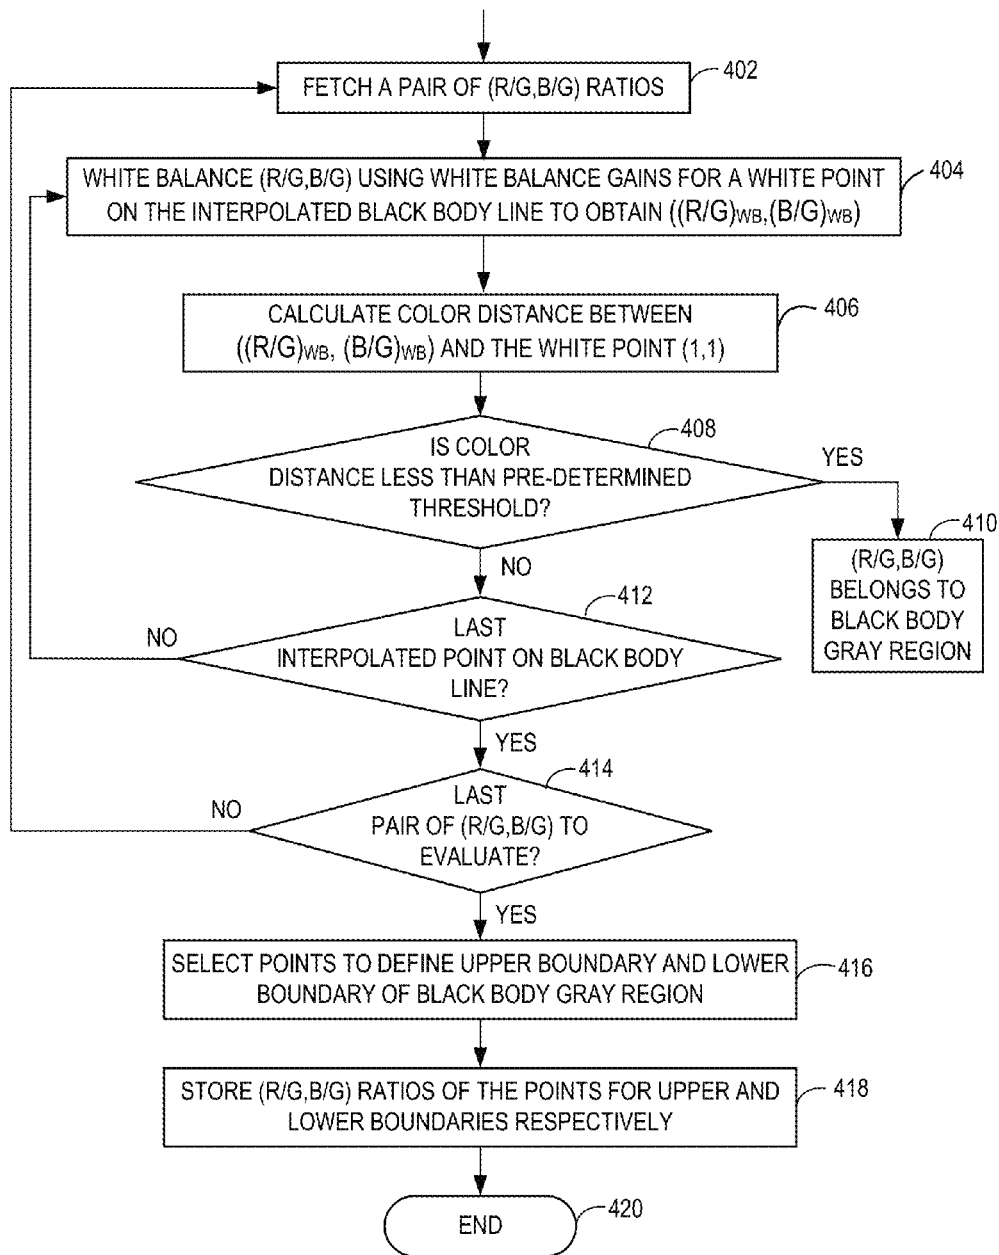 FETCH A PAIR OF (R/G,B/G) RATIOS
402
WHITE BALANCE (R/G,B/G) USING WHITE BALANCE GAINS FOR A WHITE POINT
ON THE INTERPOLATED BLACK BODY LINE TO OBTAIN ((R/G)WB,(B/G)WB)
404
CALCULATE COLOR DISTANCE BETWEEN
((R/G)WB, (B/G)WB) AND THE WHITE POINT (1,1)
406
IS COLOR
DISTANCE LESS THAN PRE-DETERMINED
THRESHOLD?
408
YES
410
(R/G,B/G)
BELONGS TO
BLACK BODY
GRAY REGION
NO
412
LAST
INTERPOLATED POINT ON BLACK BODY
LINE?
NO
YES
414
LAST
PAIR OF (R/G,B/G) TO
EVALUATE?
NO
YES
SELECT POINTS TO DEFINE UPPER BOUNDARY AND LOWER
BOUNDARY OF BLACK BODY GRAY REGION
416
STORE (R/G,B/G) RATIOS OF THE POINTS FOR UPPER AND
LOWER BOUNDARIES RESPECTIVELY
418
END
420